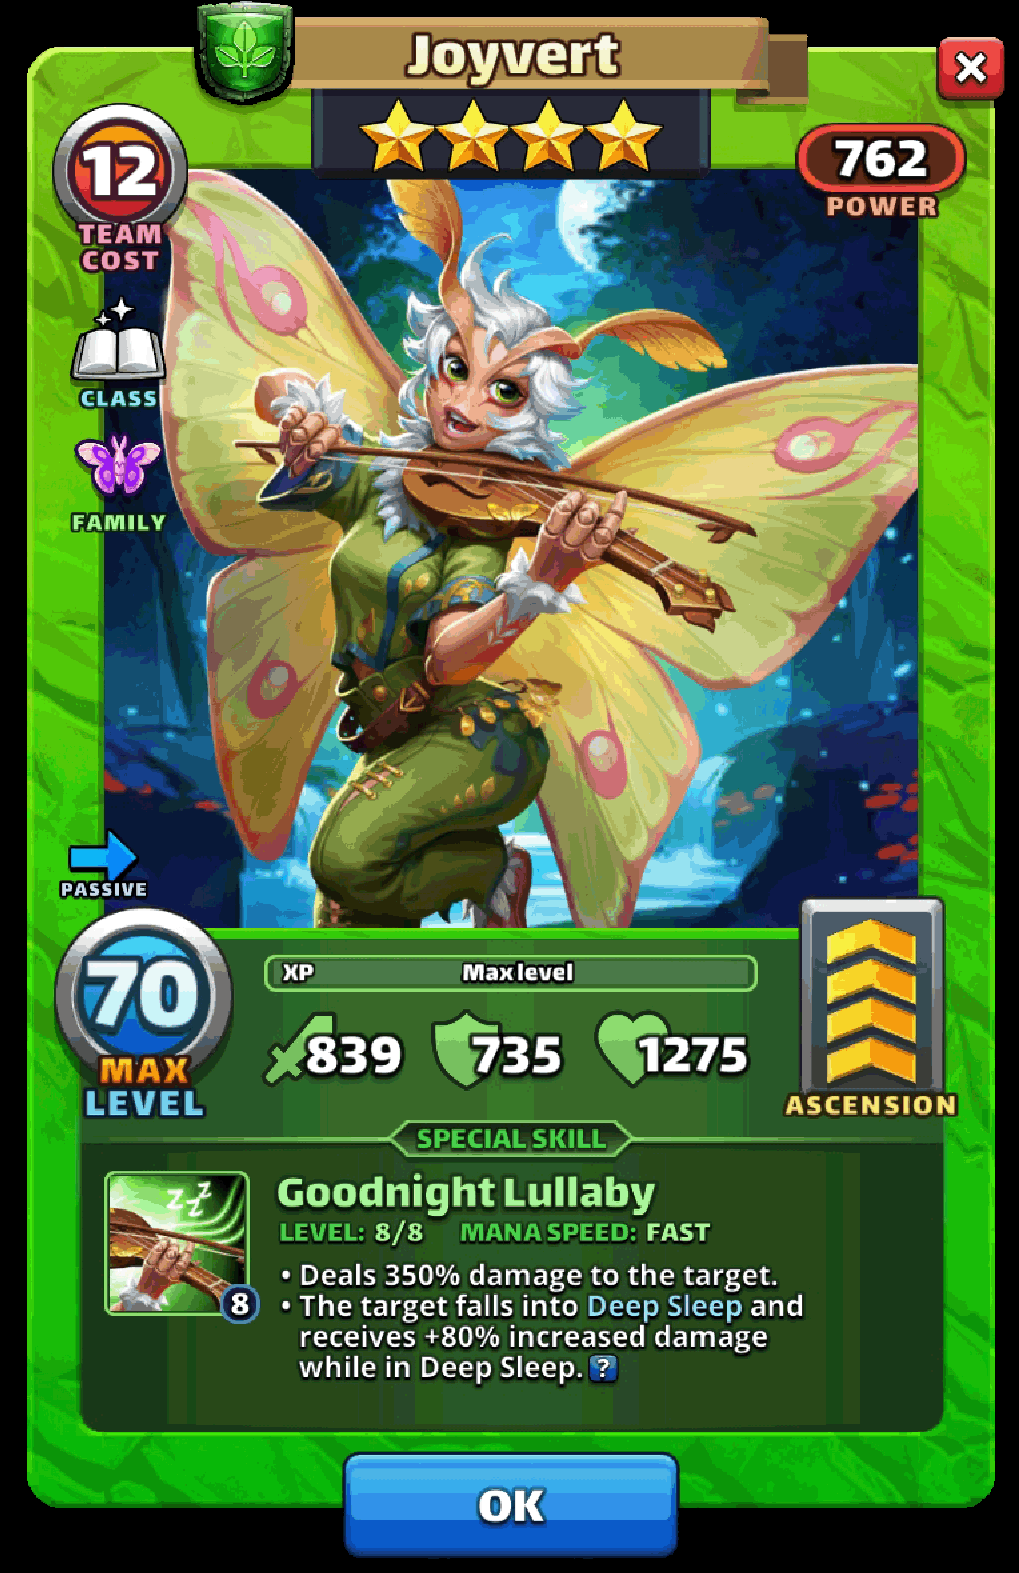 Joyvert
12
TEAM
COST
762
POWER
CLASS
FAMILY
PASSIVE
70
MAX
LEVEL
XP Max level
839 735 1275
ASCENSION
SPECIAL SKILL
zzz
Goodnight Lullaby
LEVEL: 8/8 MANA SPEED: FAST
8
• Deals 350% damage to the target.
• The target falls into Deep Sleep and
receives +80% increased damage
while in Deep Sleep. ?
OK